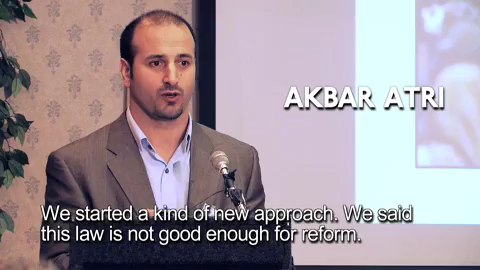 AKBAR ATRI
We started a kind of new approach. We said
this law is not good enough for reform.